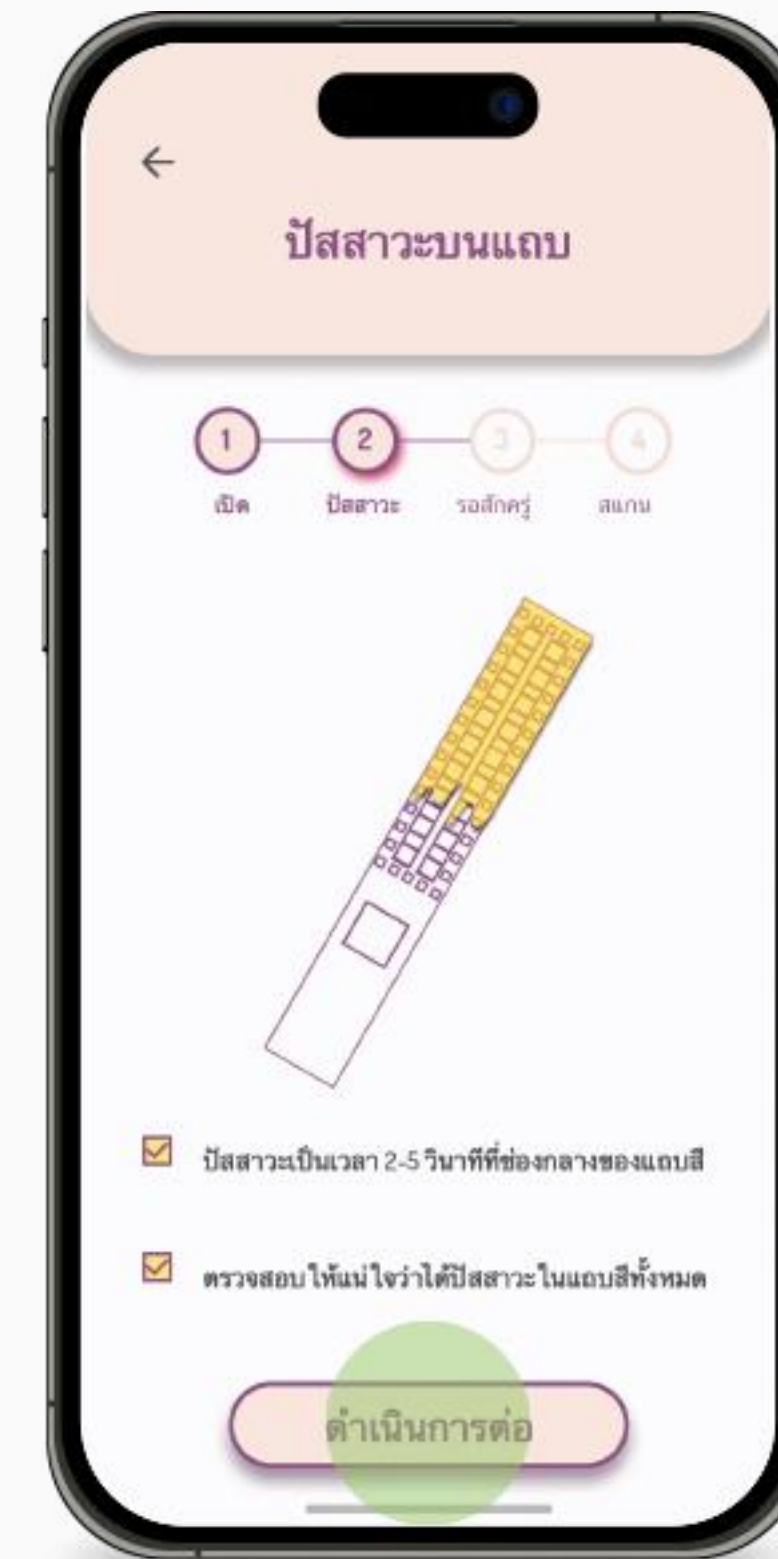 ปัสสาวะบนแถบ
1 2 3 4
เปิด ปัสสาวะ รอสักครู่ สแกน
ปัสสาวะเป็นเวลา 2-5 วินาทีที่ช่องกลางของแถบสี
ตรวจสอบให้แน่ใจว่าได้ปัสสาวะในแถบสีทั้งหมด
ดำเนินการต่อ